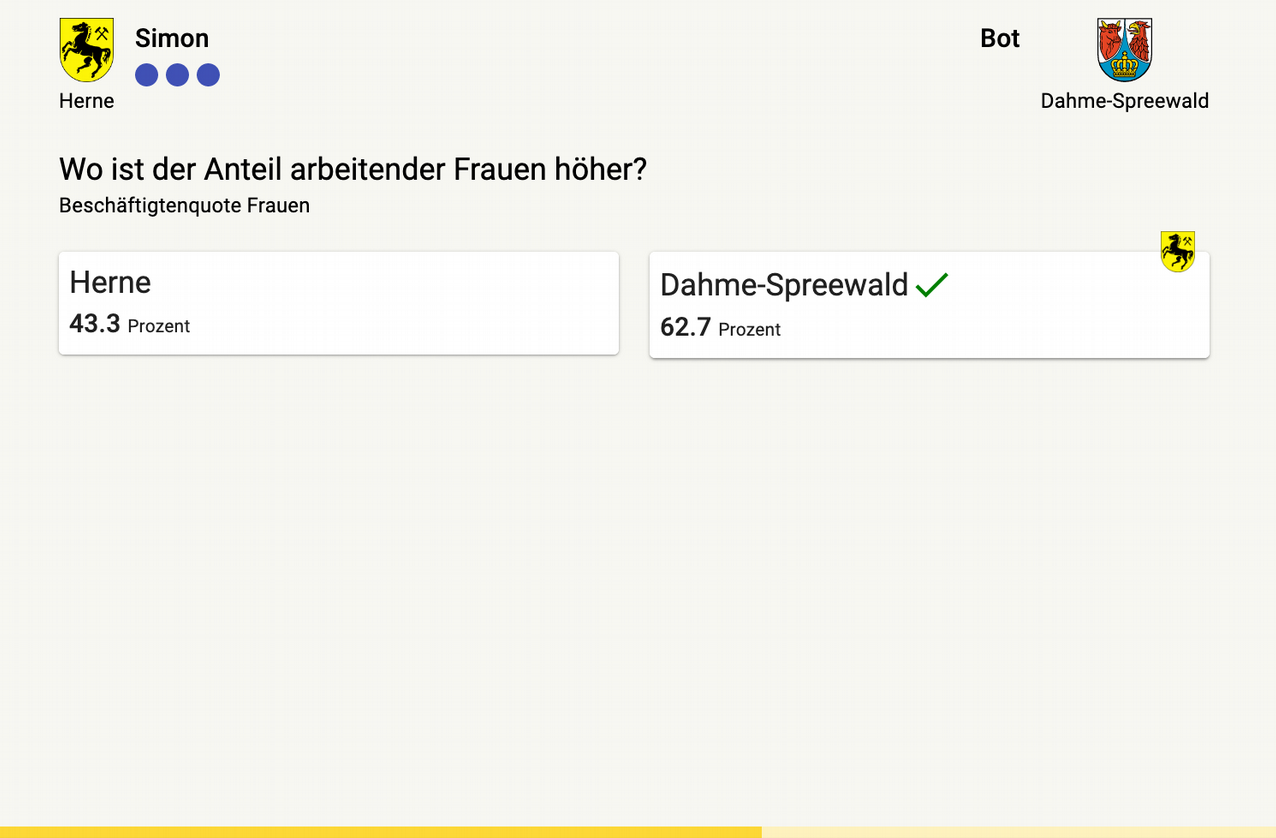 Simon
Bot
Herne
Dahme-Spreewald
Wo ist der Anteil arbeitender Frauen höher?
Beschäftigtenquote Frauen
Herne
43.3 Prozent
Dahme-Spreewald
62.7 Prozent